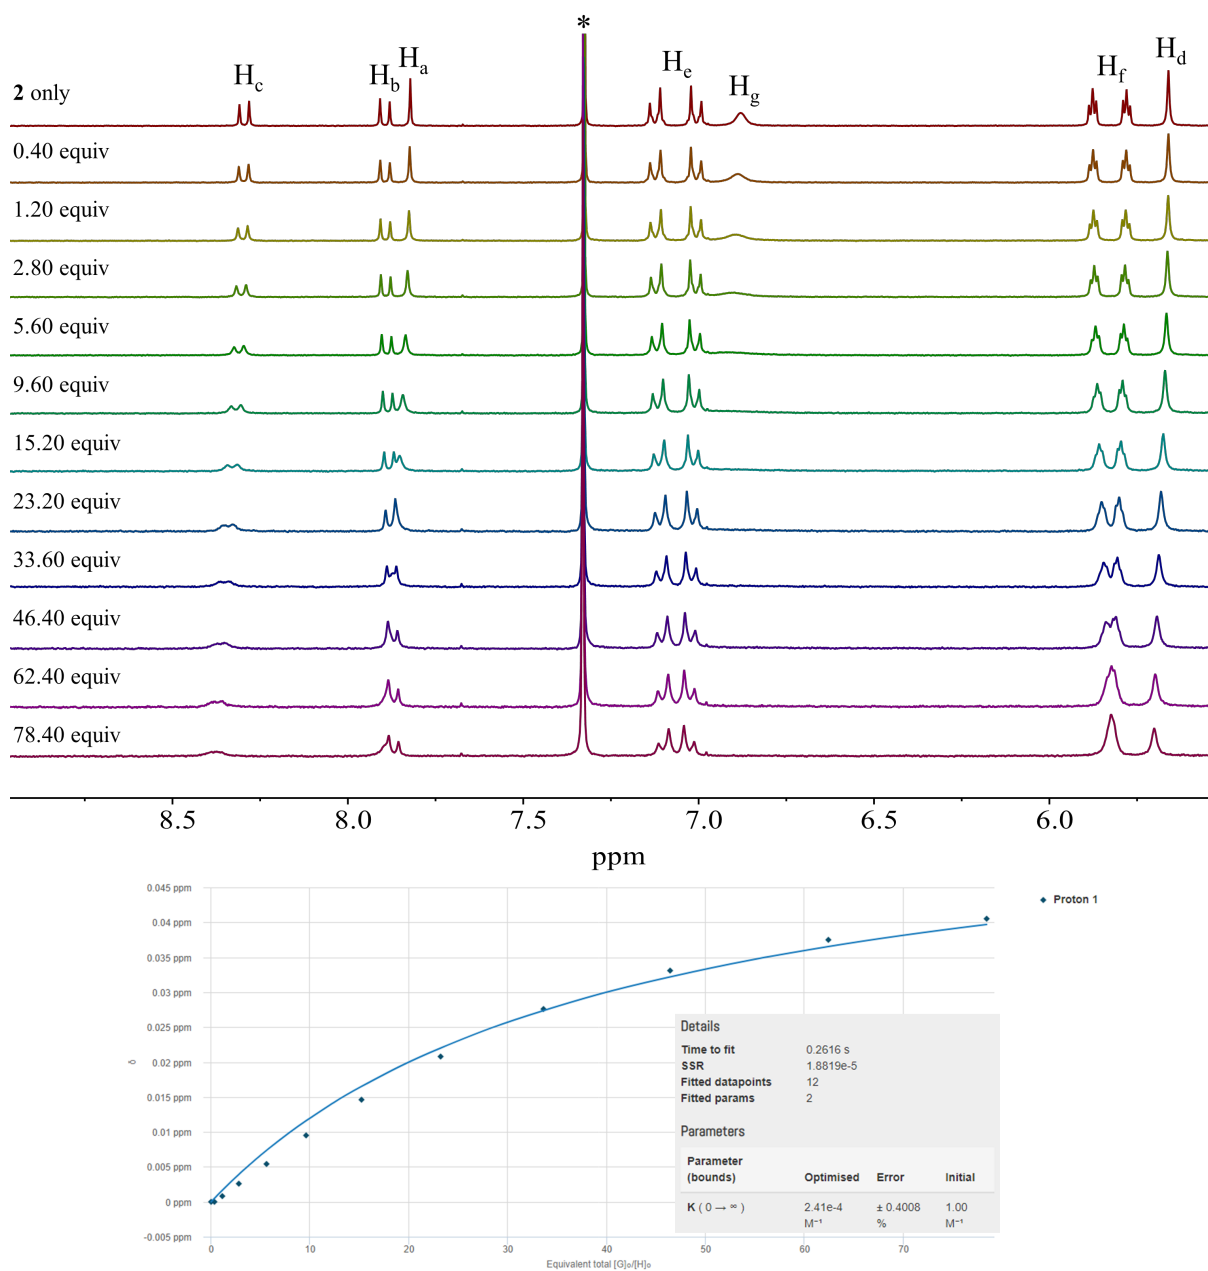 *
Hc Hb Ha He Hg Hf Hd
2 only
0.40 equiv
1.20 equiv
2.80 equiv
5.60 equiv
9.60 equiv
15.20 equiv
23.20 equiv
33.60 equiv
46.40 equiv
62.40 equiv
78.40 equiv
8.5 8.0 7.5 7.0 6.5 6.0
ppm
0.045 ppm
0.04 ppm
0.035 ppm
0.03 ppm
0.025 ppm
0.02 ppm
0.015 ppm
0.01 ppm
0.005 ppm
0 ppm
-0.005 ppm
δ
0 10 20 30 40 50 60 70
Equivalent total [G]₀/[H]₀
Proton 1
Details
Time to fit 0.2616 s
SSR 1.8819e-5
Fitted datapoints 12
Fitted params 2
Parameters
Parameter
(bounds) Optimised Error Initial
K ( 0 → ∞ ) 2.41e-4 ± 0.4008 1.00
M⁻¹ % M⁻¹